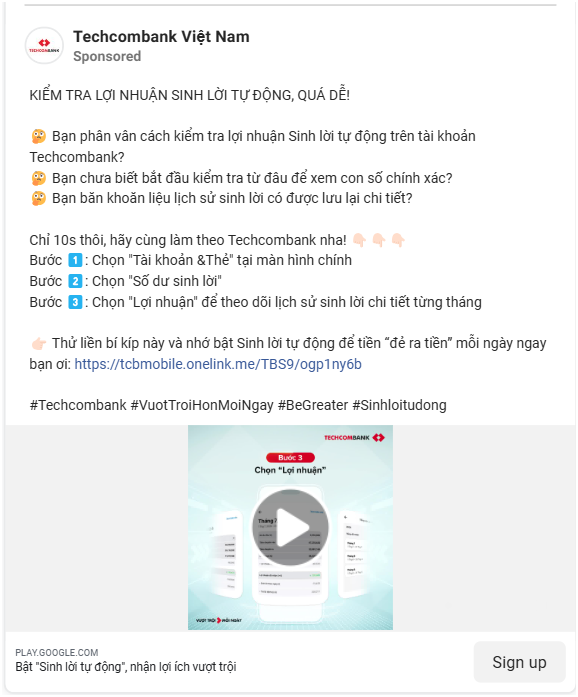 Techcombank Việt Nam
Sponsored
KIỂM TRA LỢI NHUẬN SINH LỜI TỰ ĐỘNG, QUÁ DỄ!
🤔 Bạn phân vân cách kiểm tra lợi nhuận Sinh lời tự động trên tài khoản
Techcombank?
🤔 Bạn chưa biết bắt đầu kiểm tra từ đâu để xem con số chính xác?
🤔 Bạn băn khoăn liệu lịch sử sinh lời có được lưu lại chi tiết?
Chỉ 10s thôi, hãy cùng làm theo Techcombank nha! 👇🏻 👇🏻 👇🏻
Bước 1️⃣: Chọn "Tài khoản &Thẻ" tại màn hình chính
Bước 2️⃣: Chọn "Số dư sinh lời"
Bước 3️⃣: Chọn "Lợi nhuận" để theo dõi lịch sử sinh lời chi tiết từng tháng
👉🏻 Thử liền bí kíp này và nhớ bật Sinh lời tự động để tiền “đẻ ra tiền” mỗi ngày ngay
bạn ơi: https://tcbmobile.onelink.me/TBS9/ogp1ny6b
#Techcombank #VuotTroiHonMoiNgay #BeGreater #Sinhloitudong
TECHCOMBANK
Bước 3
Chọn “Lợi nhuận”
VƯỢT TRỘI MỖI NGÀY
PLAY.GOOGLE.COM
Bật "Sinh lời tự động", nhận lợi ích vượt trội
Sign up